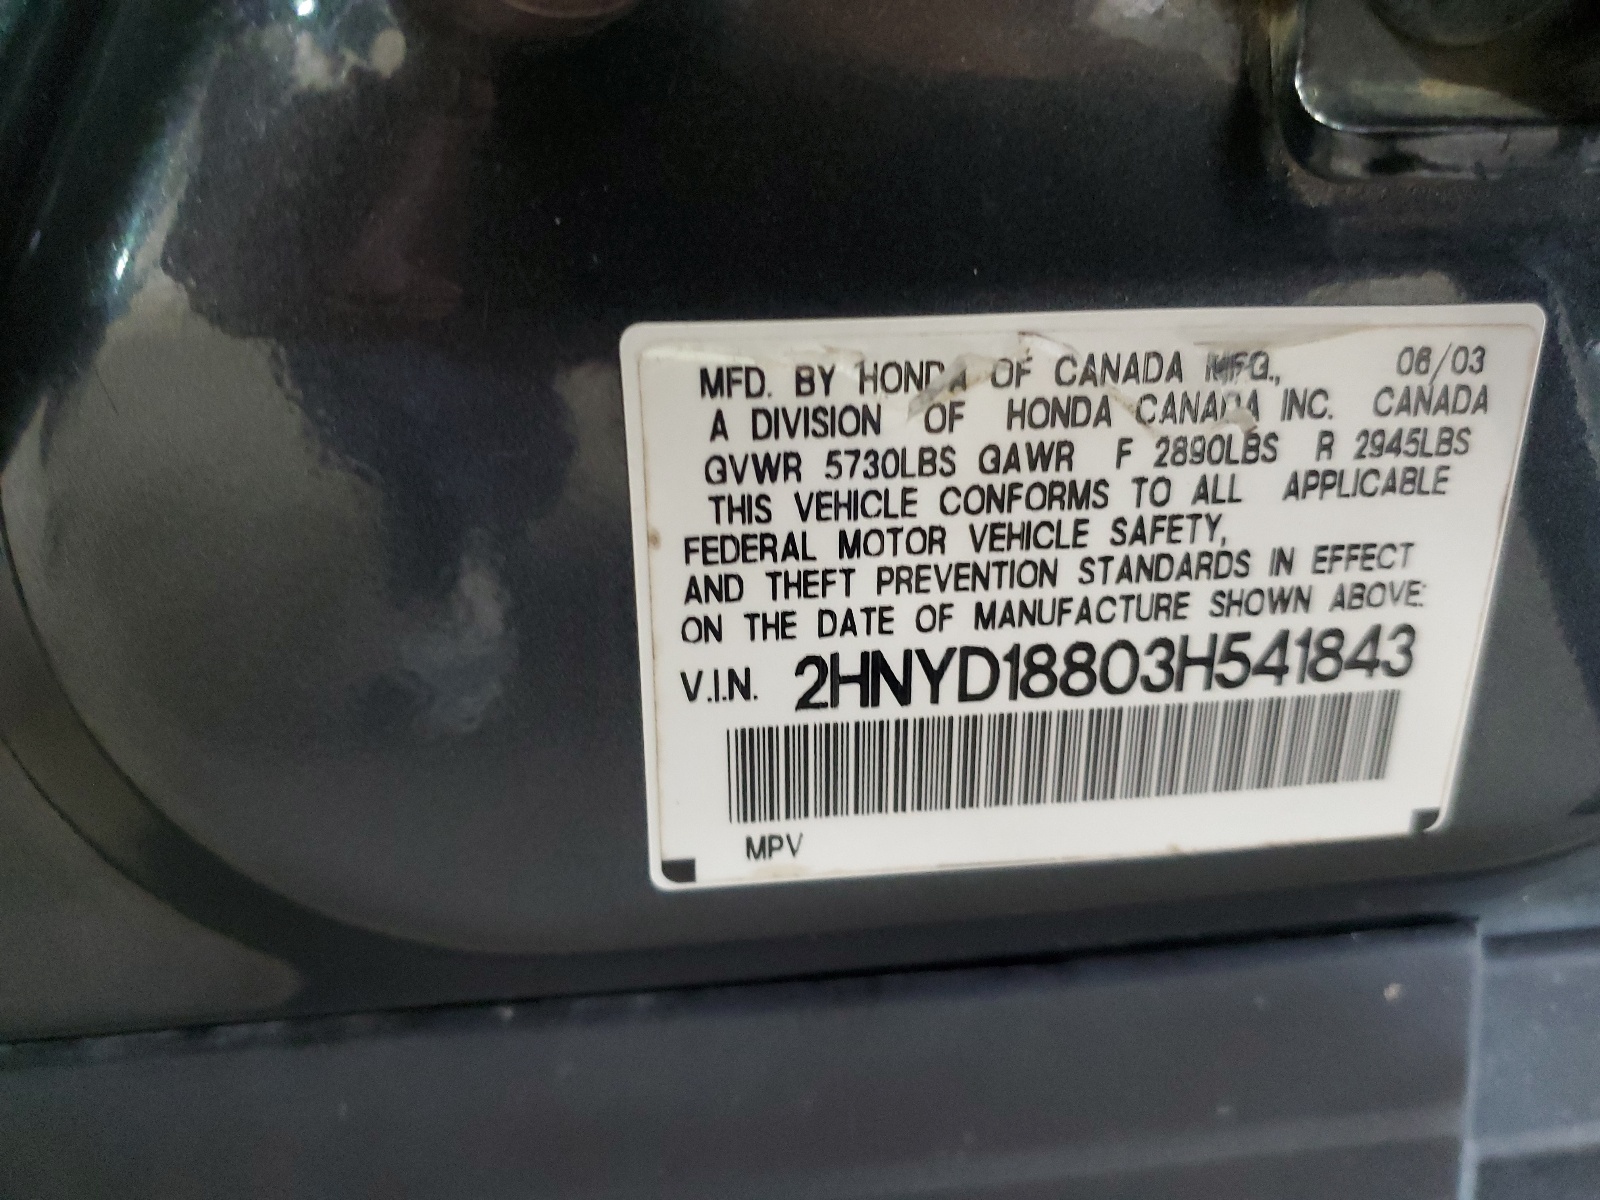 MFD. BY HONDA OF CANADA MFG., 06/03
A DIVISION OF HONDA CANADA INC. CANADA
GVWR 5730LBS GAWR F 2890LBS R 2945LBS
THIS VEHICLE CONFORMS TO ALL APPLICABLE
FEDERAL MOTOR VEHICLE SAFETY,
AND THEFT PREVENTION STANDARDS IN EFFECT
ON THE DATE OF MANUFACTURE SHOWN ABOVE:
V.I.N. 2HNYD18803H541843
MPV